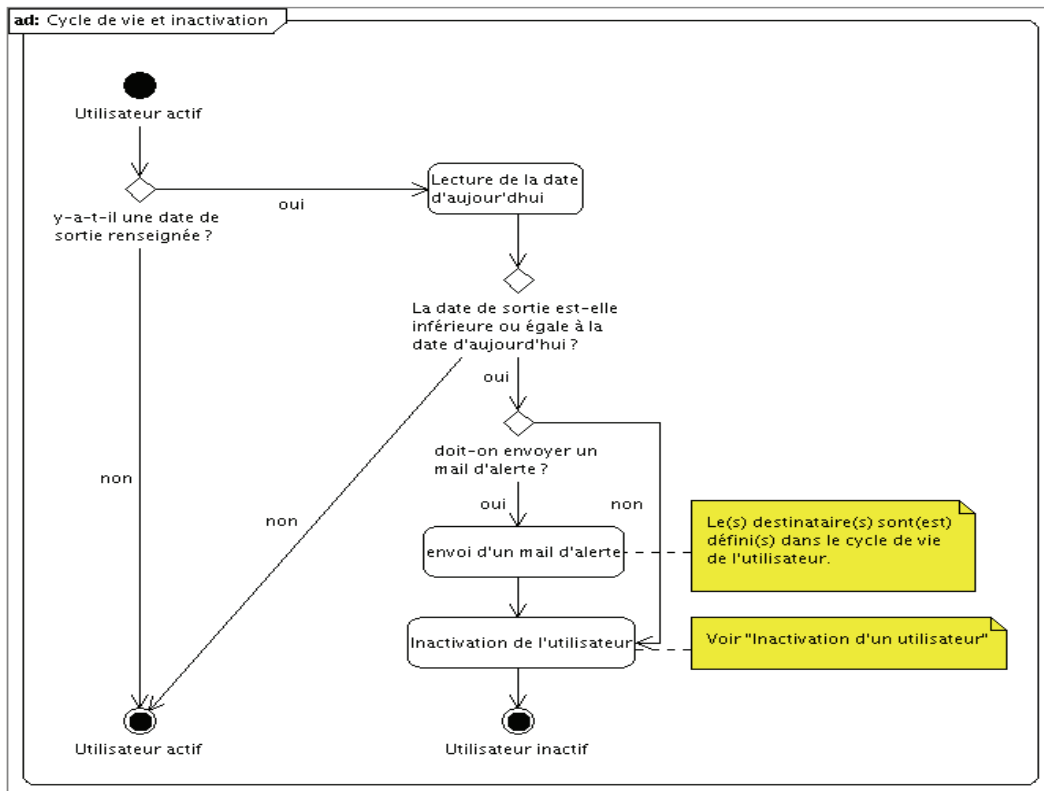 ad: Cycle de vie et inactivation
Utilisateur actif
y-a-t-il une date de
sortie renseignée ?
oui
Lecture de la date
d'aujour'dhui
La date de sortie est-elle
inférieure ou égale à la
date d'aujourd'hui ?
oui
doit-on envoyer un
mail d'alerte ?
non
non
oui
non
Le(s) destinataire(s) sont(est)
défini(s) dans le cycle de vie
de l'utilisateur.
envoi d'un mail d'alerte
Inactivation de l'utilisateur
Voir "Inactivation d'un utilisateur"
Utilisateur actif
Utilisateur inactif